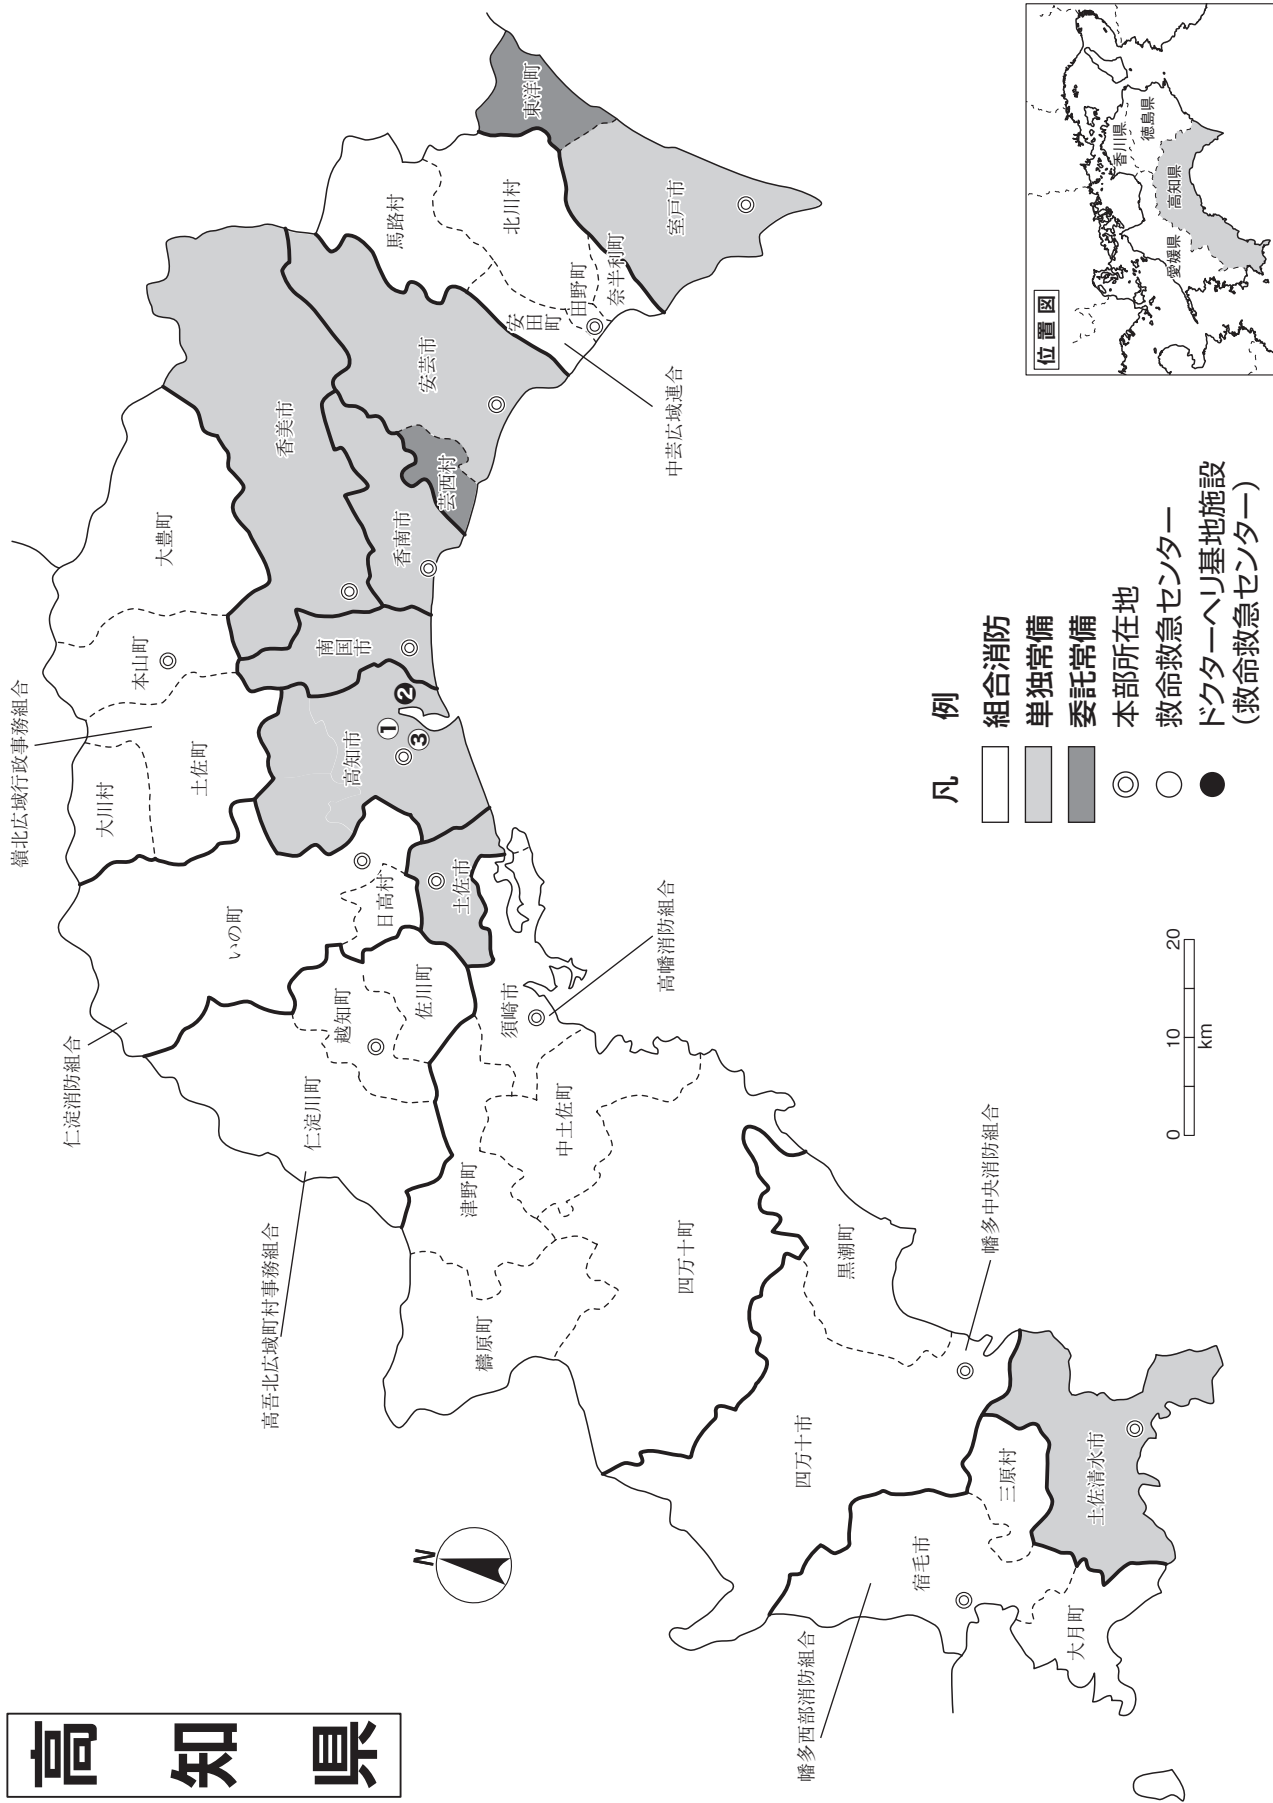 高知県
嶺北広域行政事務組合
仁淀消防組合
高吾北広域町村事務組合
幡多西部消防組合
幡多中央消防組合
高幡消防組合
中芸広域連合
大川村
土佐町
本山町
大豊町
いの町
日高村
仁淀川町
越知町
佐川町
高知市
南国市
香美市
香南市
芸西村
安芸市
馬路村
北川村
安田町
田野町
奈半利町
東洋町
室戸市
土佐市
須崎市
津野町
中土佐町
檮原町
四万十町
黒潮町
四万十市
三原村
宿毛市
大月町
土佐清水市
1
2
3
N
凡例
組合消防
単独常備
委託常備
本部所在地
救命救急センター
ドクターヘリ基地施設
(救命救急センター)
0 10 20
km
位置図
香川県
徳島県
高知県
愛媛県